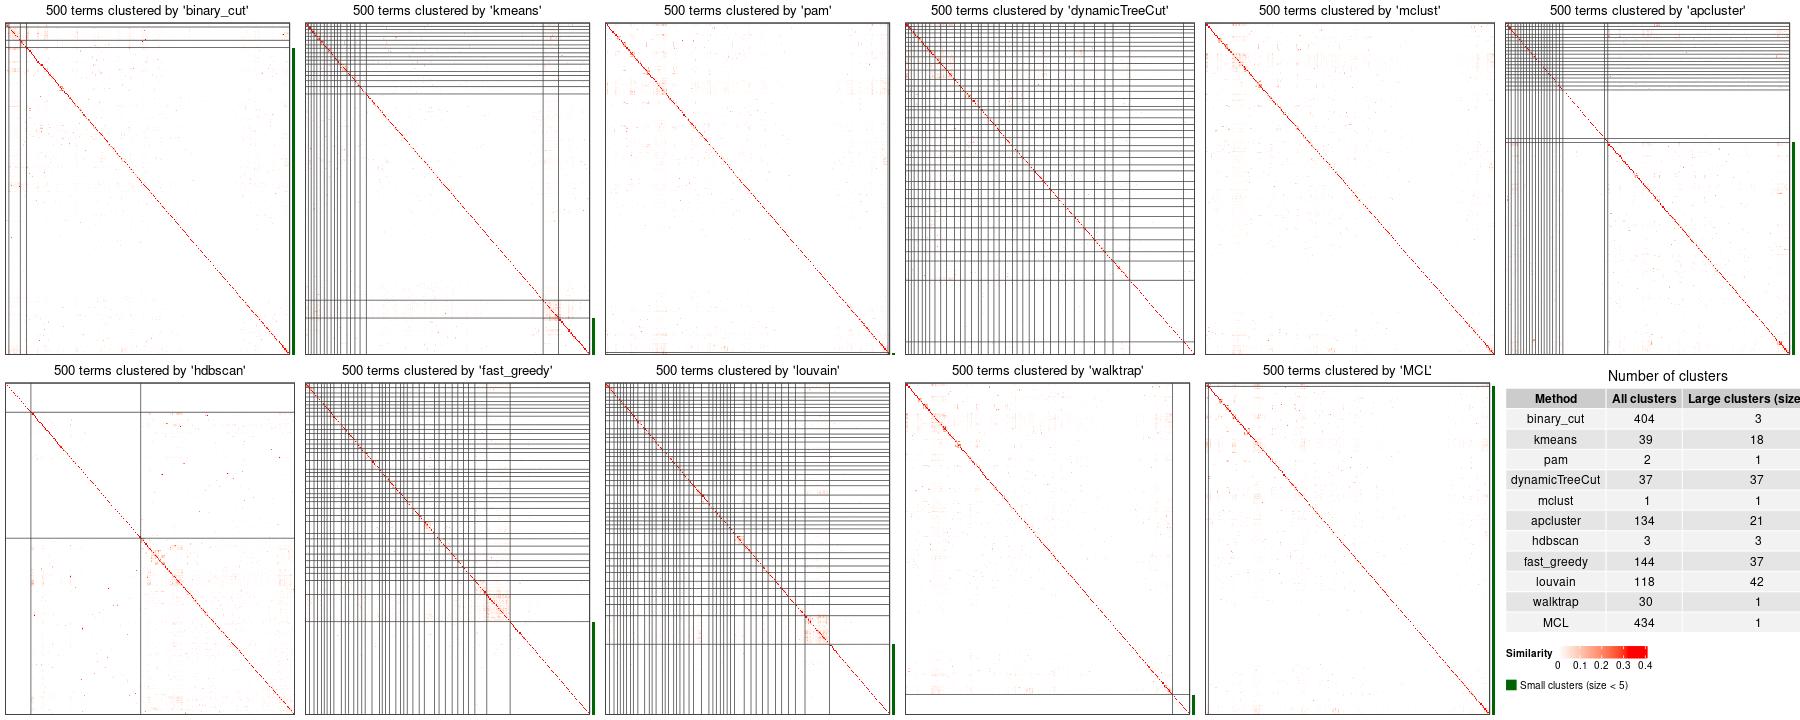 500 terms clustered by 'binary_cut'
500 terms clustered by 'kmeans'
500 terms clustered by 'pam'
500 terms clustered by 'dynamicTreeCut'
500 terms clustered by 'mclust'
500 terms clustered by 'apcluster'
500 terms clustered by 'hdbscan'
500 terms clustered by 'fast_greedy'
500 terms clustered by 'louvain'
500 terms clustered by 'walktrap'
500 terms clustered by 'MCL'
Number of clusters
Method All clusters Large clusters (size
binary_cut 404 3
kmeans 39 18
pam 2 1
dynamicTreeCut 37 37
mclust 1 1
apcluster 134 21
hdbscan 3 3
fast_greedy 144 37
louvain 118 42
walktrap 30 1
MCL 434 1
Similarity
0 0.1 0.2 0.3 0.4
Small clusters (size < 5)